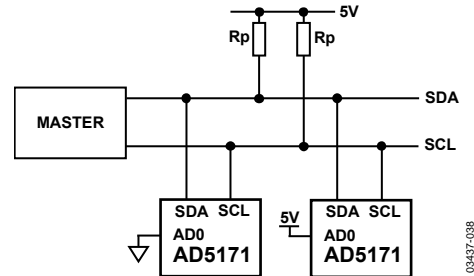 5V
Rp Rp
SDA
MASTER
SCL
SDA SCL
AD0
AD5171
5V
SDA SCL
AD0
AD5171
03437-038